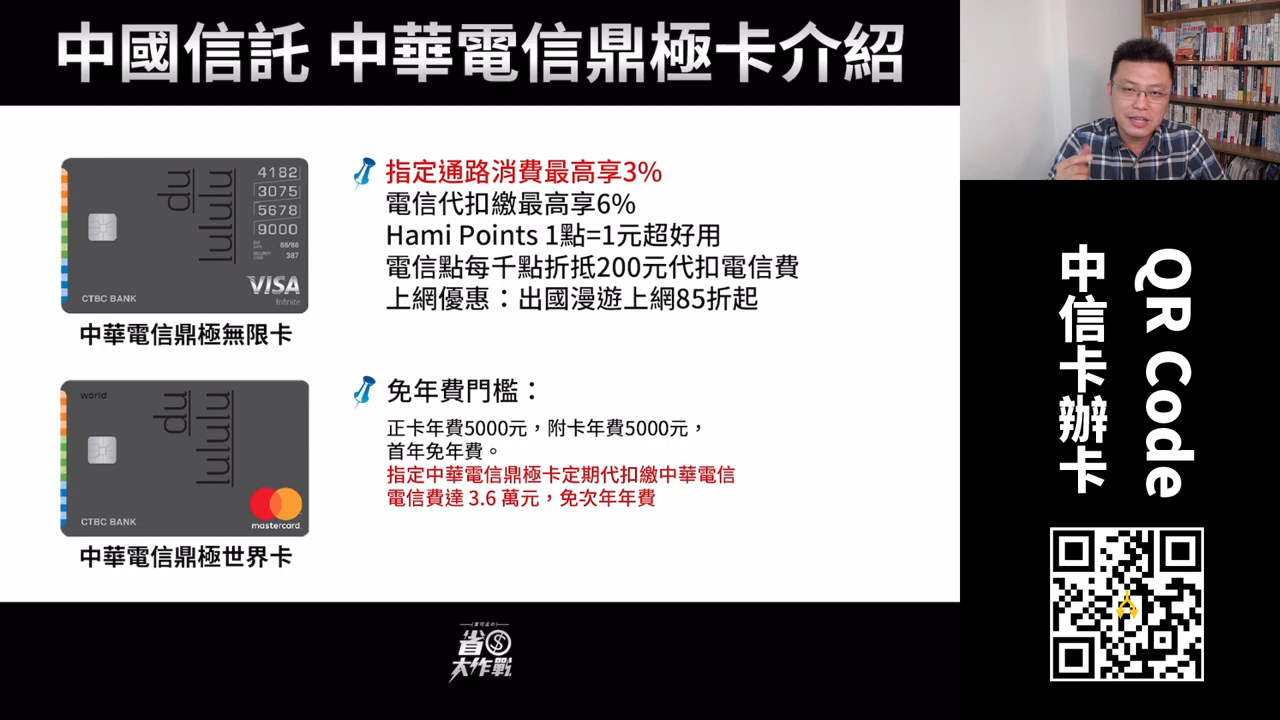 中國信託 中華電信鼎極卡介紹
du
lulu
4182
3075
5678
9000
88/88
387
VISA
Infinite
CTBC BANK
中華電信鼎極無限卡
指定通路消費最高享3%
電信代扣繳最高享6%
Hami Points 1點=1元超好用
電信點每千點折抵200元代扣電信費
上網優惠：出國漫遊上網85折起
world
du
lulu
CTBC BANK
mastercard.
中華電信鼎極世界卡
免年費門檻：
正卡年費5000元，附卡年費5000元，
首年免年費。
指定中華電信鼎極卡定期代扣繳中華電信
電信費達 3.6 萬元，免次年年費
QR Code
中信卡辦卡
省
大作戰